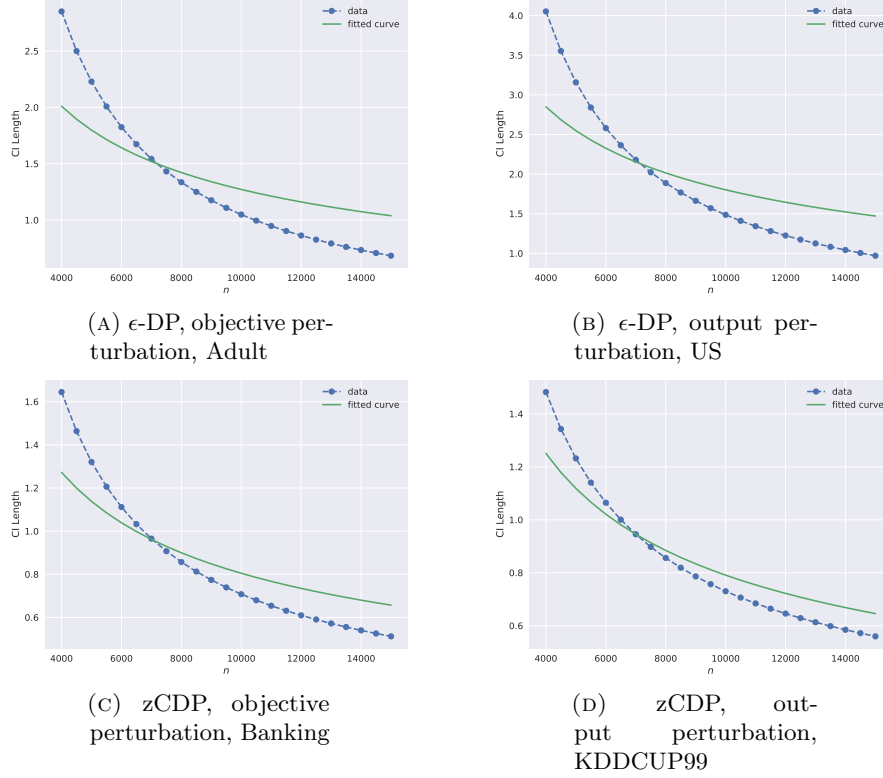 data
fitted curve
2.5
2.0
1.5
1.0
CI Length
4000 6000 8000 10000 12000 14000
n
(A) ϵ-DP, objective per-
turbation, Adult
data
fitted curve
4.0
3.5
3.0
2.5
2.0
1.5
1.0
CI Length
4000 6000 8000 10000 12000 14000
n
(B) ϵ-DP, output per-
turbation, US
data
fitted curve
1.6
1.4
1.2
1.0
0.8
0.6
CI Length
4000 6000 8000 10000 12000 14000
n
(C) zCDP, objective
perturbation, Banking
data
fitted curve
1.4
1.2
1.0
0.8
0.6
CI Length
4000 6000 8000 10000 12000 14000
n
(D) zCDP, out-
put perturbation,
KDDCUP99